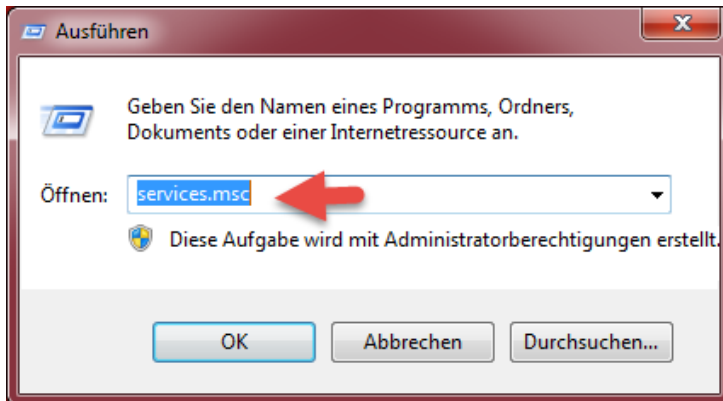 Ausführen
Geben Sie den Namen eines Programms, Ordners,
Dokuments oder einer Internetressource an.
Öffnen: services.msc
Diese Aufgabe wird mit Administratorberechtigungen erstellt.
OK Abbrechen Durchsuchen...